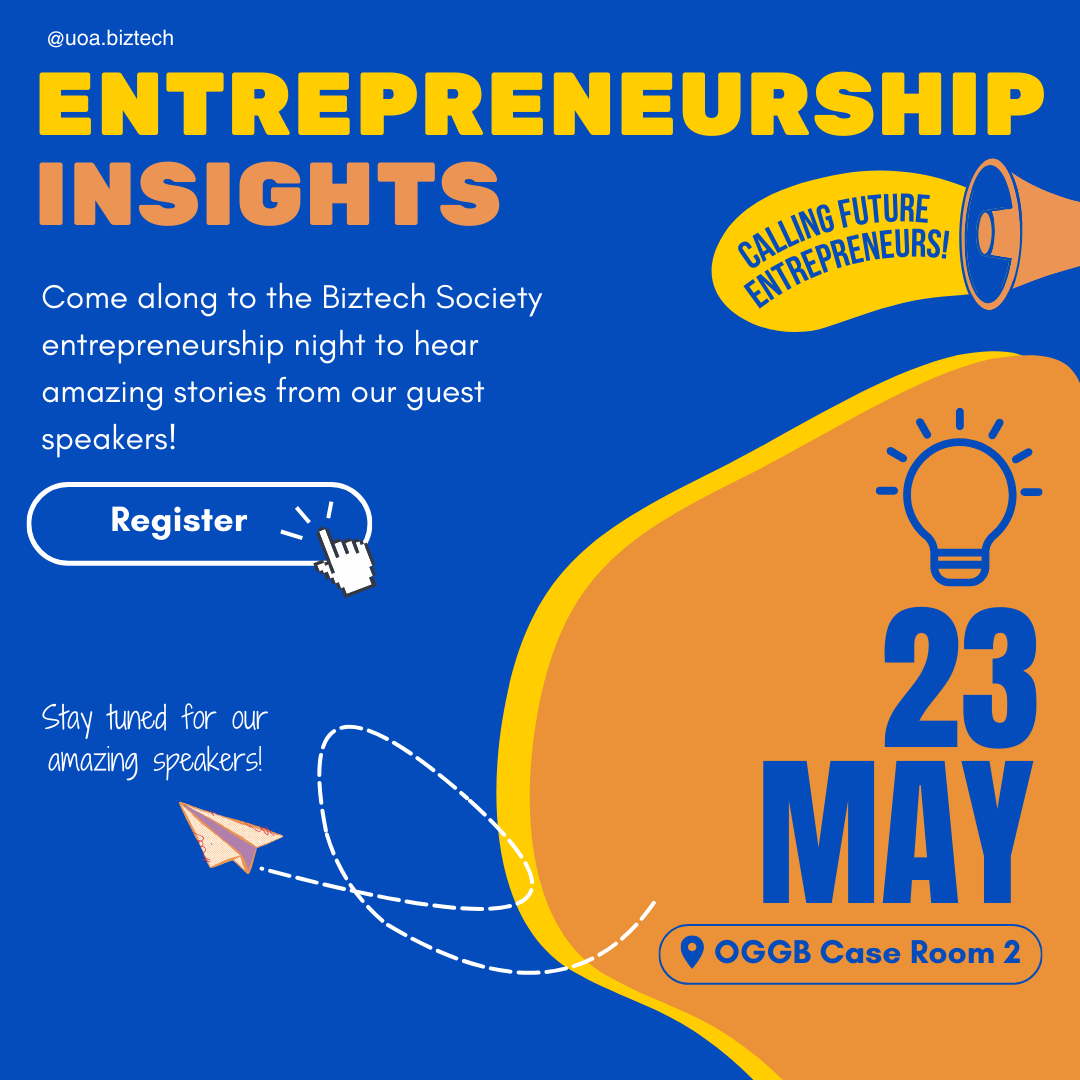 @uoa.biztech
ENTREPRENEURSHIP
INSIGHTS
CALLING FUTURE
ENTREPRENEURS!
Come along to the Biztech Society
entrepreneurship night to hear
amazing stories from our guest
speakers!
Register
23
MAY
OGGB Case Room 2
Stay tuned for our
amazing speakers!